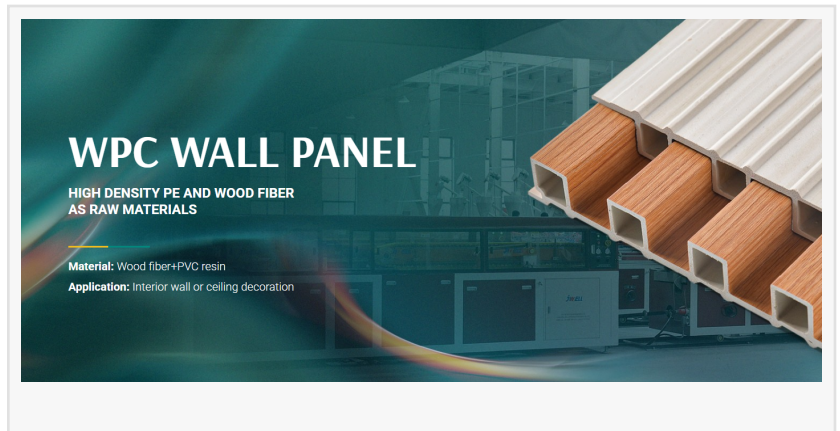 WPC WALL PANEL
HIGH DENSITY PE AND WOOD FIBER
AS RAW MATERIALS
Material: Wood fiber+PVC resin
Application: Interior wall or ceiling decoration